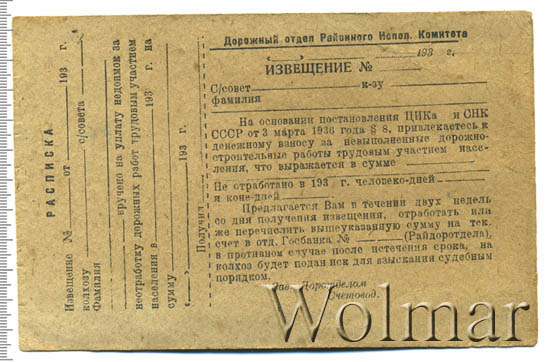 РАСПИСКА
Извещение № от 193 г.
колхозу с/совета
Фамилия
вручено на уплату недоимок за
неотработку дорожных работ трудовым участием
населения в 193 г. на
сумму
„ “ 193 г.
Получил
Дорожный отдел Районного Испол. Комитета
„ “ 193 г.
ИЗВЕЩЕНИЕ №
С/совет к-зу
фамилия
На основании постановления ЦИКа и СНК
СССР от 3 марта 1936 года § 8, привлекаетесь к
денежному взносу за невыполненные дорожно-
строительные работы трудовым участием насе-
ления, что выражается в сумме
Не отработано в 193 г. человеко-дней
и коне-дней
Предлагается Вам в течении двух недель
со дня получения извещения, отработать или
же перечислить вышеуказанную сумму на тек.
счет в отд. Госбанка № (Райдоротдела),
в противном случае после истечения срока, на
колхоз будет подан иск для взыскания судебным
порядком.
Зав. Доротделом
Счетовод.
Wolmar